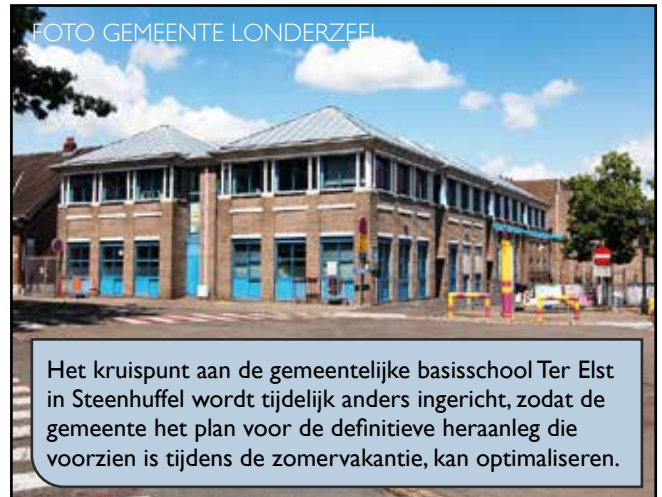 FOTO GEMEENTE LONDERZEEL
Het kruispunt aan de gemeentelijke basisschool Ter Elst
in Steenhuffel wordt tijdelijk anders ingericht, zodat de
gemeente het plan voor de definitieve heraanleg die
voorzien is tijdens de zomervakantie, kan optimaliseren.